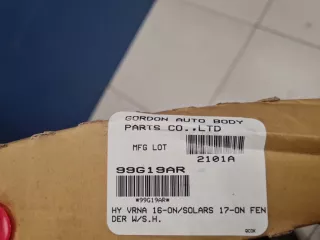 GORDON AUTO BODY
PARTS CO.,LTD
MFG LOT
2101A
99G19AR
*99G19AR*
HY VRNA 16-ON/SOLARS 17-ON FEN
DER W/S.H.